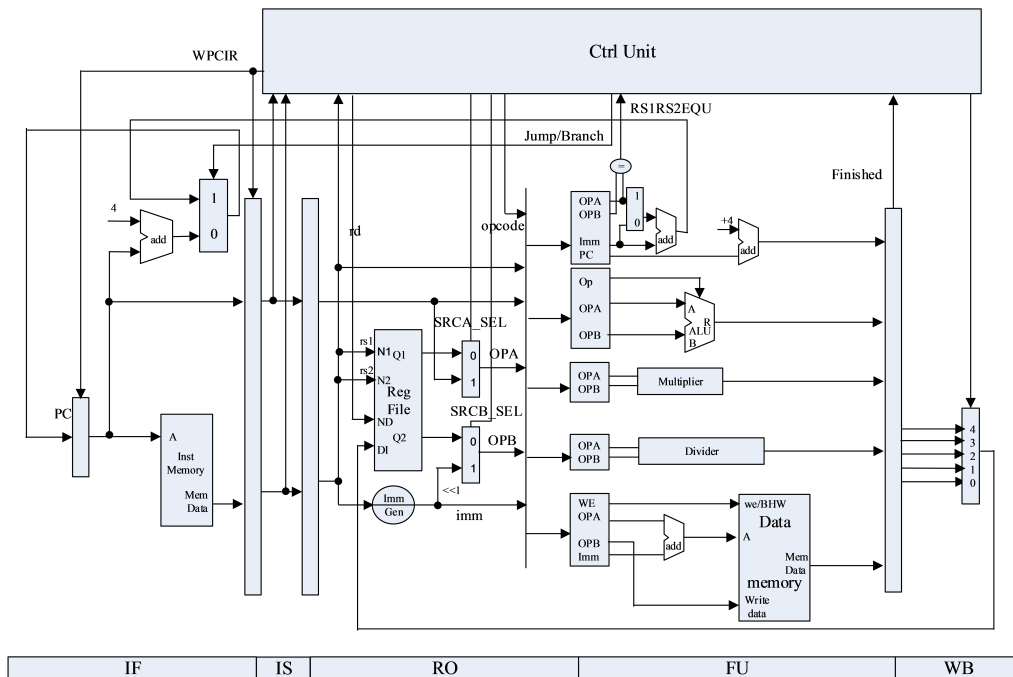 Ctrl Unit
WPCIR
RS1RS2EQU
Jump/Branch
Finished
1
0
4
add
rd
opcode
OPA
OPB
Imm
PC
=
1
0
add
+4
add
Op
OPA
OPB
A
R
ALU
B
SRCA_SEL
rs1
N1
Q1
rs2
N2
Reg
File
ND
Q2
DI
0
1
OPA
SRCB_SEL
0
1
OPB
OPA
OPB
Multiplier
OPA
OPB
Divider
PC
A
Inst
Memory
Mem
Data
Imm
Gen
<<1
imm
WE
OPA
OPB
Imm
add
we/BHW
Data
A
Mem
Data
memory
Write
data
4
3
2
1
0
IF
IS
RO
FU
WB